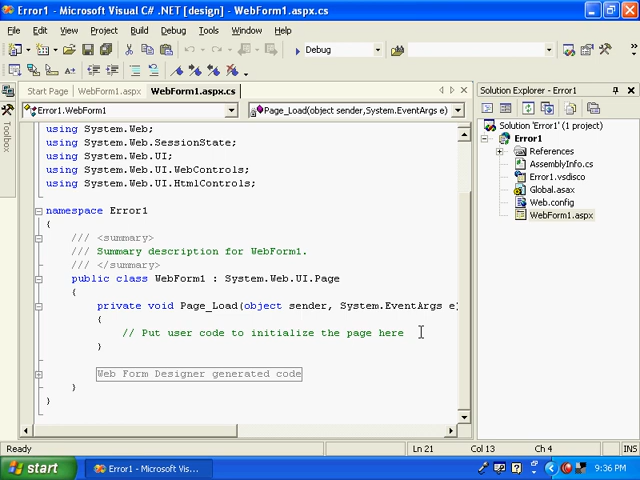 Error1 - Microsoft Visual C# .NET [design] - WebForm1.aspx.cs
File Edit View Project Build Debug Tools Window Help
Debug
Start Page WebForm1.aspx WebForm1.aspx.cs
Error1.WebForm1 Page_Load(object sender,System.EventArgs e)
using System.Web;
using System.Web.SessionState;
using System.Web.UI;
using System.Web.UI.WebControls;
using System.Web.UI.HtmlControls;
namespace Error1
{
/// <summary>
/// Summary description for WebForm1.
/// </summary>
public class WebForm1 : System.Web.UI.Page
{
private void Page_Load(object sender, System.EventArgs e)
{
// Put user code to initialize the page here
}
Web Form Designer generated code
}
}
Toolbox
Solution Explorer - Error1
Solution 'Error1' (1 project)
Error1
References
AssemblyInfo.cs
Error1.vsdisco
Global.asax
Web.config
WebForm1.aspx
Ready Ln 21 Col 13 Ch 4 INS
start Error1 - Microsoft Vis... 9:36 PM